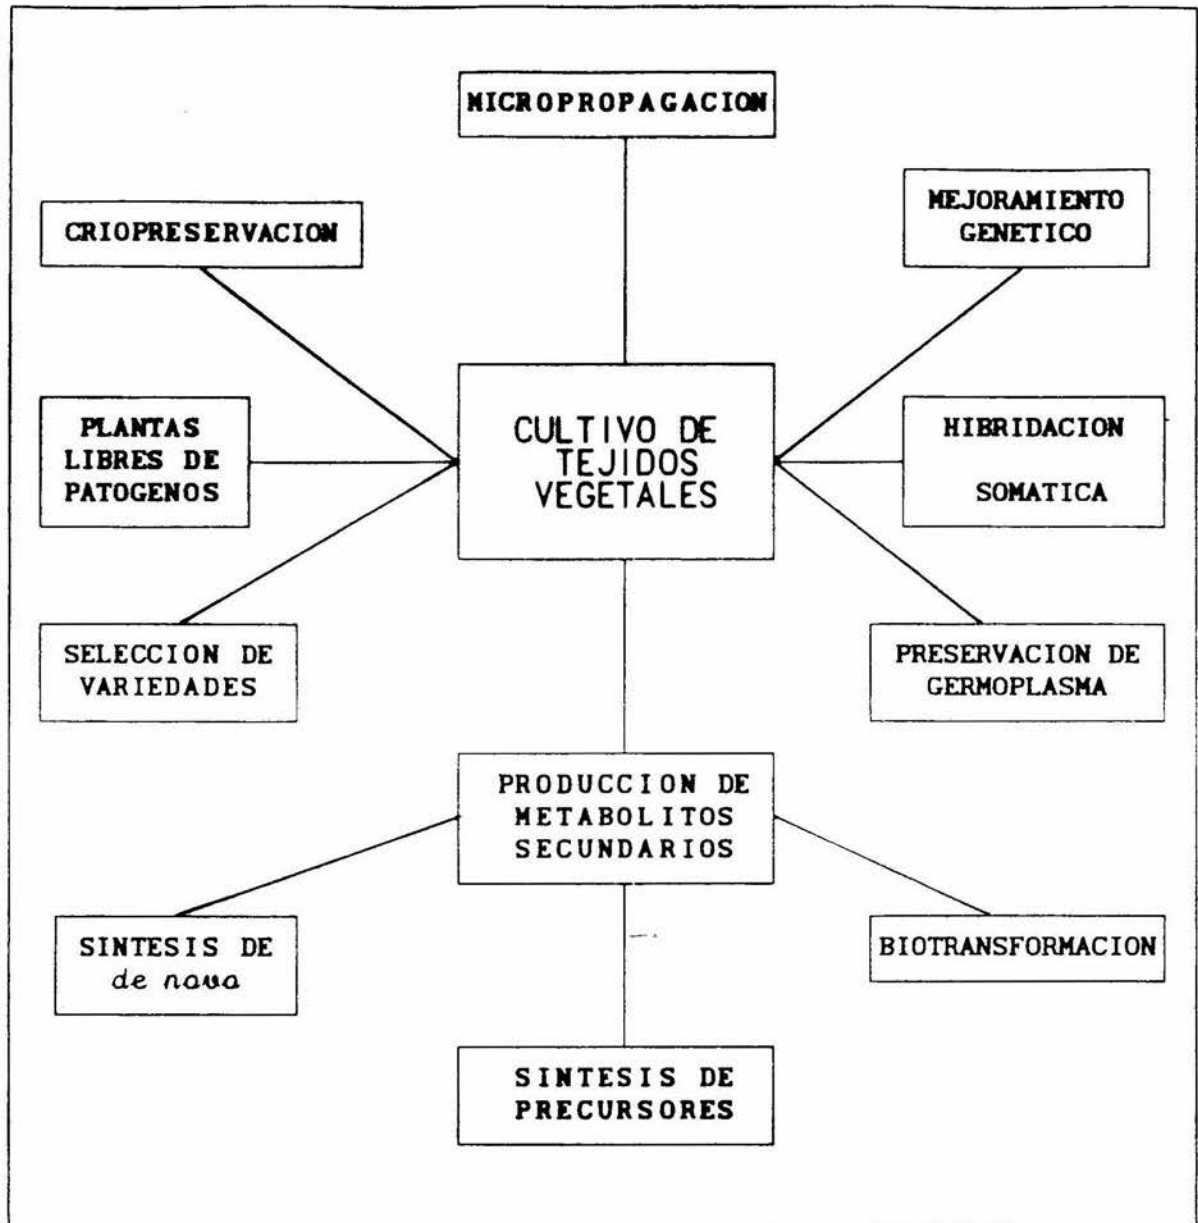 MICROPROPAGACION
CRIOPRESERVACION
MEJORAMIENTO
GENETICO
PLANTAS
LIBRES DE
PATOGENOS
CULTIVO DE
TEJIDOS
VEGETALES
HIBRIDACION
SOMATICA
SELECCION DE
VARIEDADES
PRESERVACION DE
GERMOPLASMA
PRODUCCION DE
METABOLITOS
SECUNDARIOS
SINTESIS DE
de novo
BIOTRANSFORMACION
SINTESIS DE
PRECURSORES